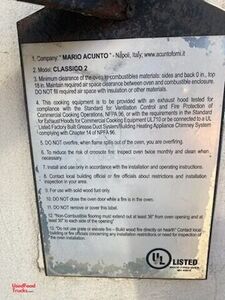 1. Company: " MARIO ACUNTO " - Napoli, Italy; www.acuntoforni.it
2. Model: CLASSICO 2
3. Minimum clearance of the oven to combustibles materials: sides and back 0 in., top
18 in. Maintain required air space clearance between oven and combustible enclosure.
DO NOT fill required air space with insulation or other materials.
4. This cooking equipment is to be provided with an exhaust hood tested for
compliance with the Standard for Ventilation Control and Fire Protection of
Commercial Cooking Operations, NFPA 96, or with the requirements in the Standard
for Exhaust Hoods for Commercial Cooking Equipment UL710 or be connected to a UL
Listed Factory Built Grease Duct System/Building Heating Appliance Chimney System
complying with Chapter 14 of NFPA 96.
5. DO NOT overfire, when flame spills out of the oven, you are overfiring.
6. To reduce the risk of creosote fire: inspect oven twice monthly and clean when
necessary.
7. Install and use only in accordance with the installation and operating instructions.
8. Contact local building official or fire officials about restrictions and installation
inspection in your area.
9. For use with solid wood fuel only.
10. DO NOT close the oven door while a fire is in the oven.
11. DO NOT remove or cover this label.
12. "Non-Combustible flooring must extend out at least 36" from oven opening and at
least 36" to each side of the opening"
13. "Do not use grate or elevate fire – Build wood fire directly on hearth" Contact local
building or fire officials concerning any installation restrictions or need for inspection of
the oven installation.
UL
LISTED
UsedFood
Trucks.com